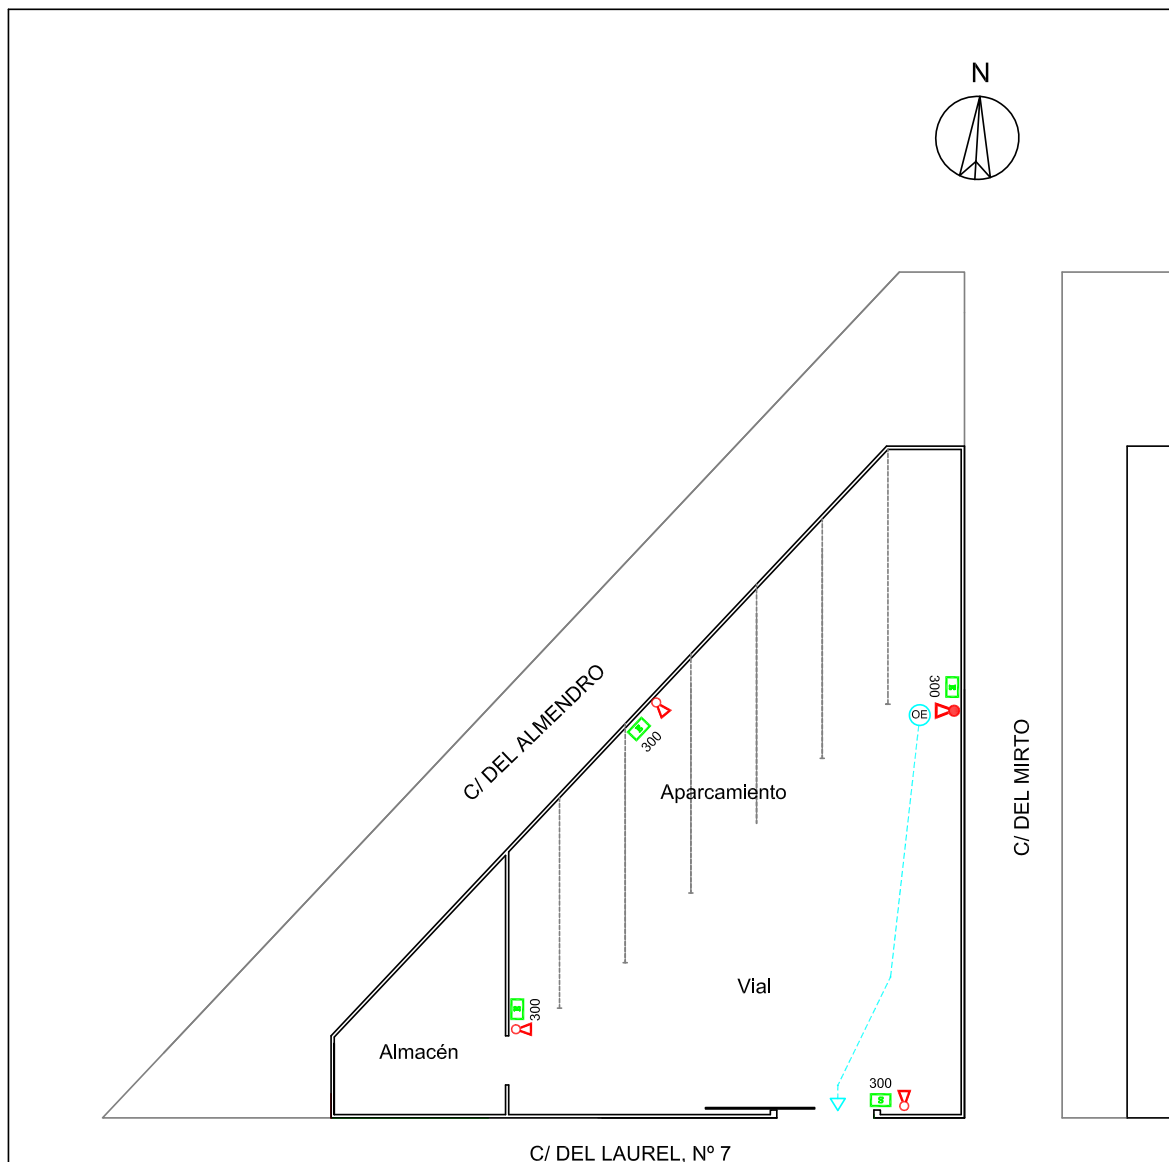 N
C/ DEL ALMENDRO
300
300
OE
Aparcamiento
C/ DEL MIRTO
Vial
300
Almacén
300
C/ DEL LAUREL, Nº 7